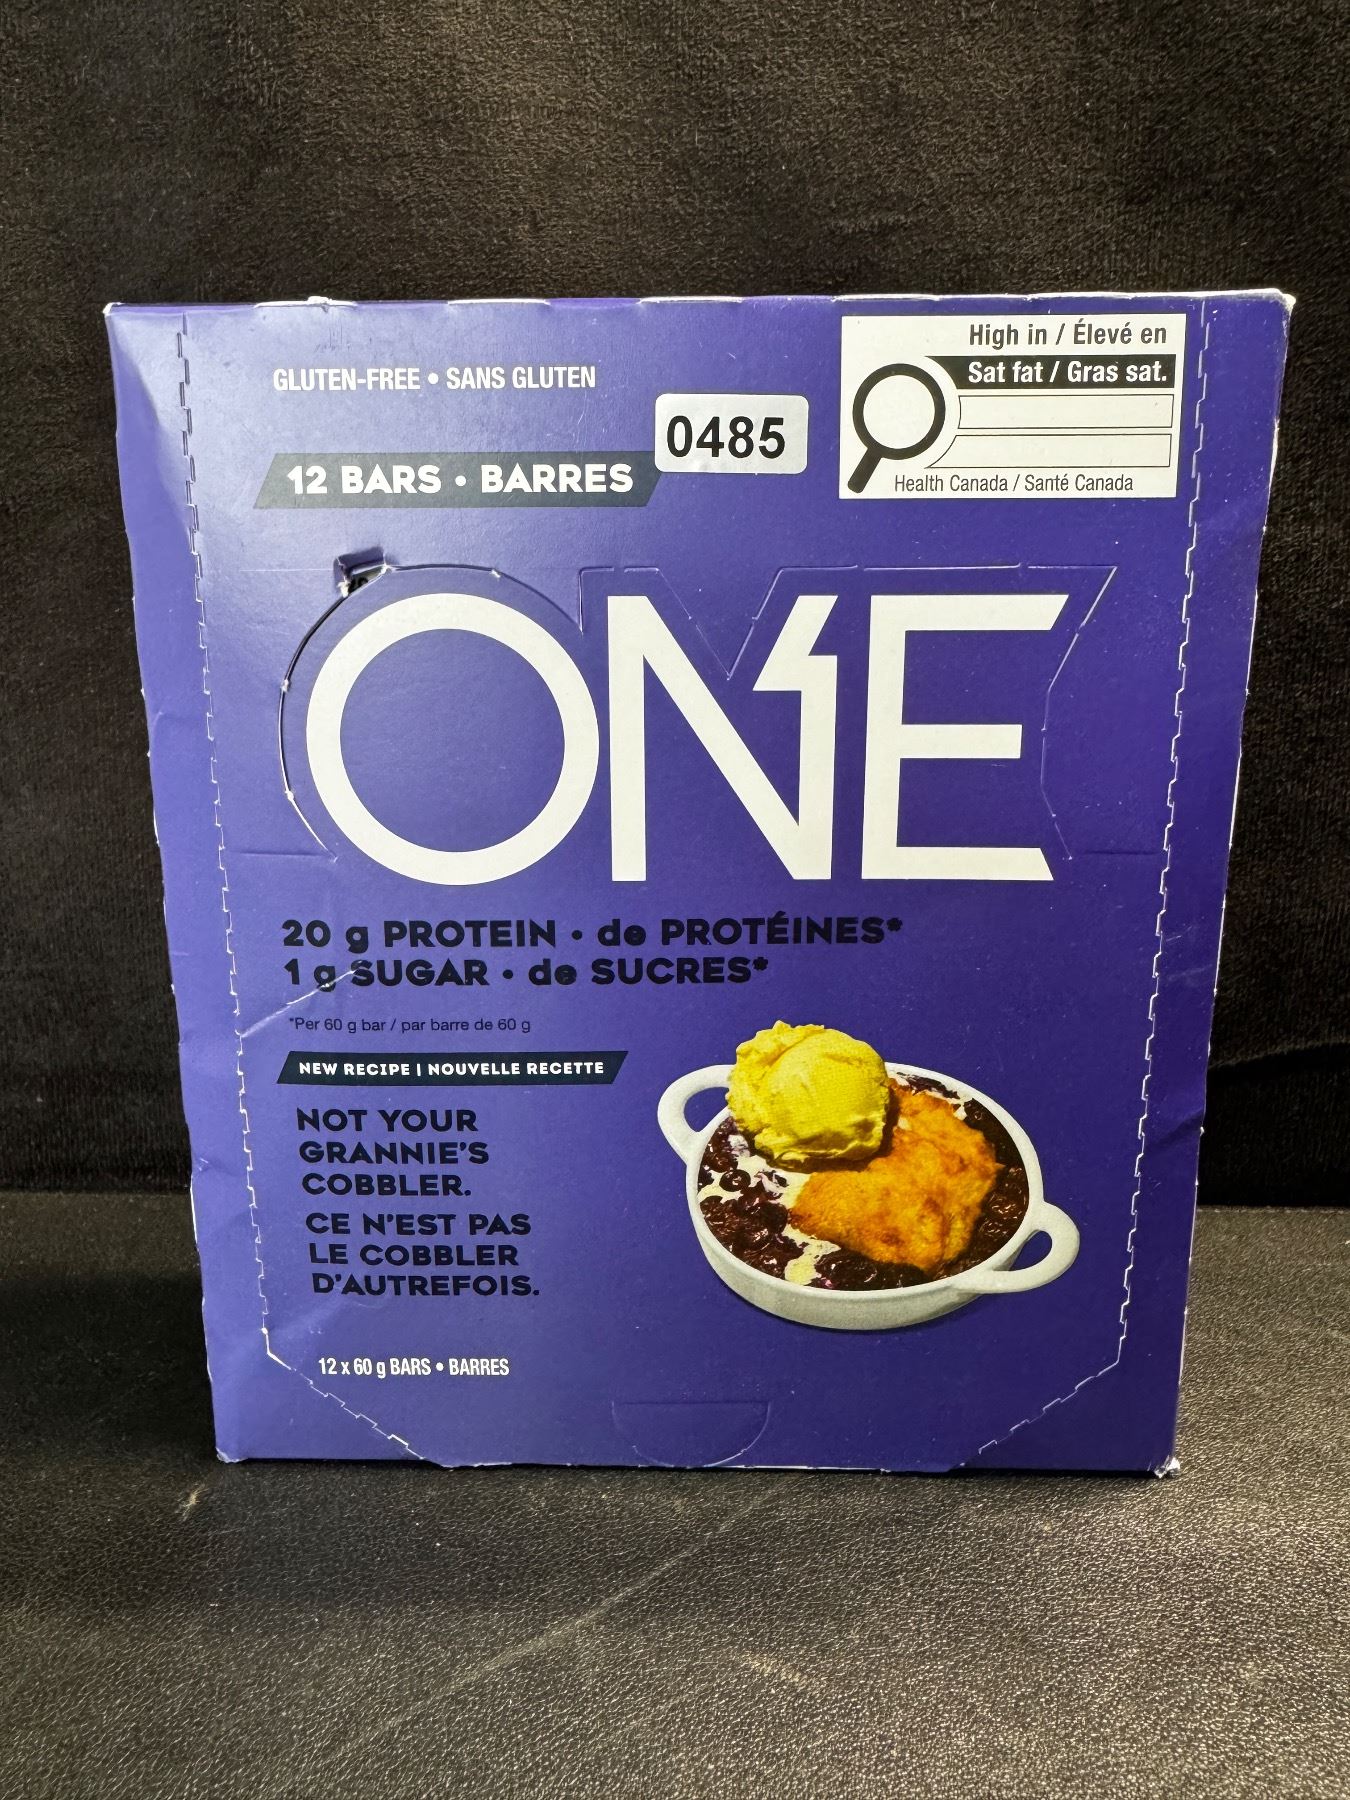 High in / Élevé en
Sat fat / Gras sat.
Health Canada / Santé Canada
GLUTEN-FREE • SANS GLUTEN
0485
12 BARS • BARRES
ONE
20 g PROTEIN • de PROTÉINES*
1 g SUGAR • de SUCRES*
*Per 60 g bar / par barre de 60 g
NEW RECIPE | NOUVELLE RECETTE
NOT YOUR
GRANNIE'S
COBBLER.
CE N'EST PAS
LE COBBLER
D'AUTREFOIS.
12 x 60 g BARS • BARRES